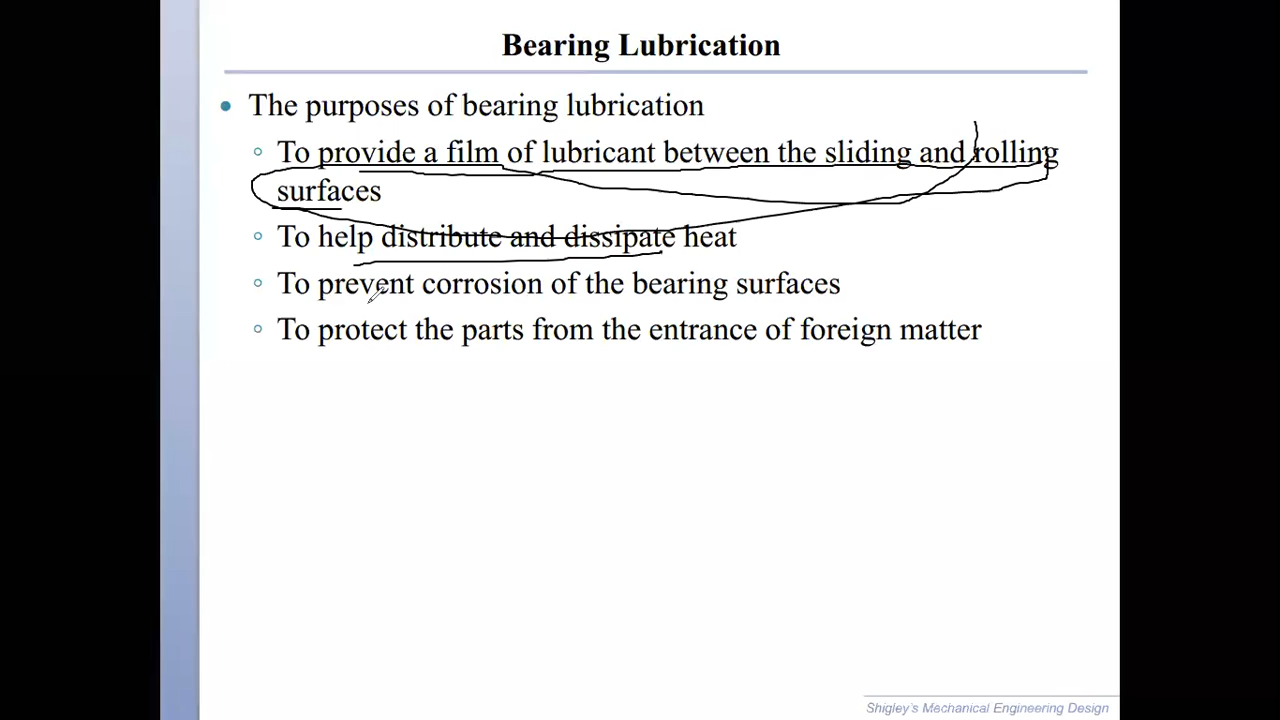 Bearing Lubrication
The purposes of bearing lubrication
To provide a film of lubricant between the sliding and rolling
surfaces
To help distribute and dissipate heat
To prevent corrosion of the bearing surfaces
To protect the parts from the entrance of foreign matter
Shigley's Mechanical Engineering Design